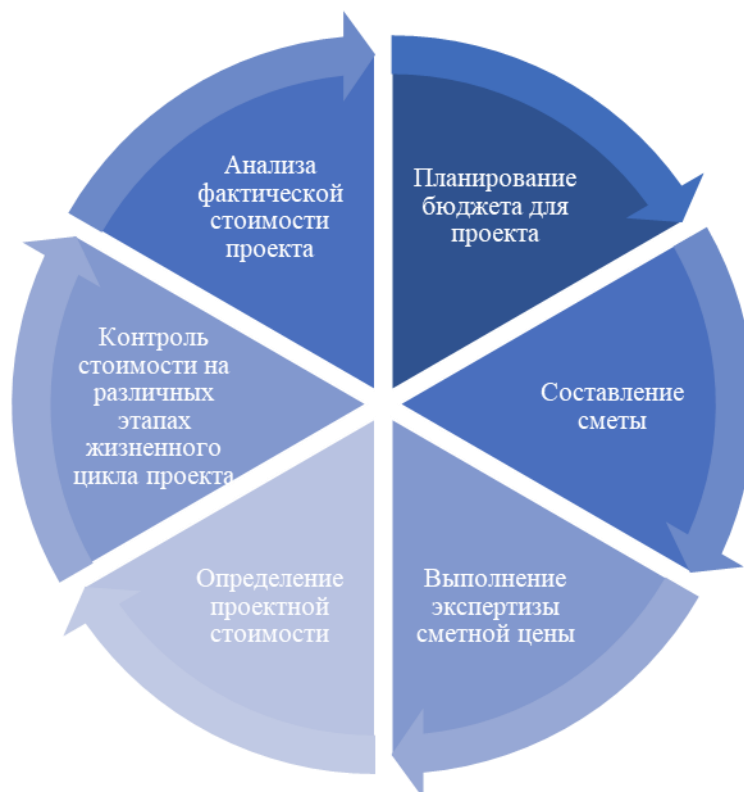 Планирование
бюджета для
проекта
Составление
сметы
Выполнение
экспертизы
сметной цены
Определение
проектной
стоимости
Контроль
стоимости на
различных
этапах
жизненного
цикла проекта
Анализа
фактической
стоимости
проекта